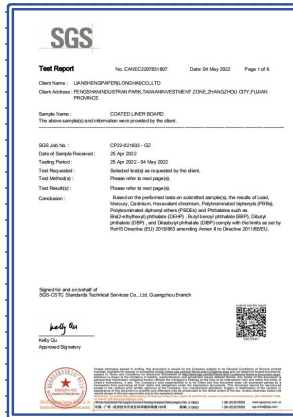 SGS
Test Report No. CANEC2207831807 Date: 04 May 2022 Page 1 of 6
Client Name : LIANSHENGPAPER(LONGHAI)CO.,LTD
Client Address : FENGSHANINDUSTRIAR PARK,TAIWANINVESTMENT ZONE,ZHANGZHOU CITY,FUJIAN
PROVINCE
Sample Name : COATED LINER BOARD
The above sample(s) and information were provided by the client.
SGS Job No. : CP22-021633 - GZ
Date of Sample Received : 25 Apr 2022
Testing Period : 25 Apr 2022 - 04 May 2022
Test Requested : Selected test(s) as requested by the client.
Test Method(s) : Please refer to next page(s).
Test Result(s) : Please refer to next page(s).
Conclusion : Based on the performed tests on submitted sample(s), the results of Lead,
Mercury, Cadmium, Hexavalent chromium, Polybrominated biphenyls (PBBs),
Polybrominated diphenyl ethers (PBDEs) and Phthalates such as
Bis(2-ethylhexyl) phthalate (DEHP), Butyl benzyl phthalate (BBP), Dibutyl
phthalate (DBP), and Diisobutyl phthalate (DIBP) comply with the limits as set by
RoHS Directive (EU) 2015/863 amending Annex II to Directive 2011/65/EU.
Signed for and on behalf of
SGS-CSTC Standards Technical Services Co., Ltd. Guangzhou Branch
Kelly Qu
Kelly Qu
Approved Signatory